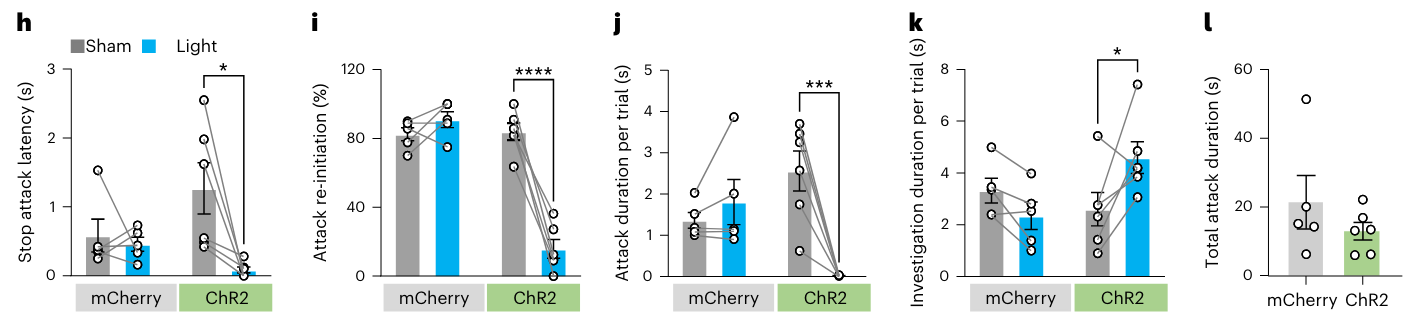 h
Sham Light
Stop attack latency (s)
3
2
1
0
*
mCherry ChR2
i
Attack re-initiation (%)
120
80
40
0
****
mCherry ChR2
j
Attack duration per trial (s)
5
4
3
2
1
0
***
mCherry ChR2
k
Investigation duration per trial (s)
8
6
4
2
0
*
mCherry ChR2
l
Total attack duration (s)
60
40
20
0
mCherry ChR2